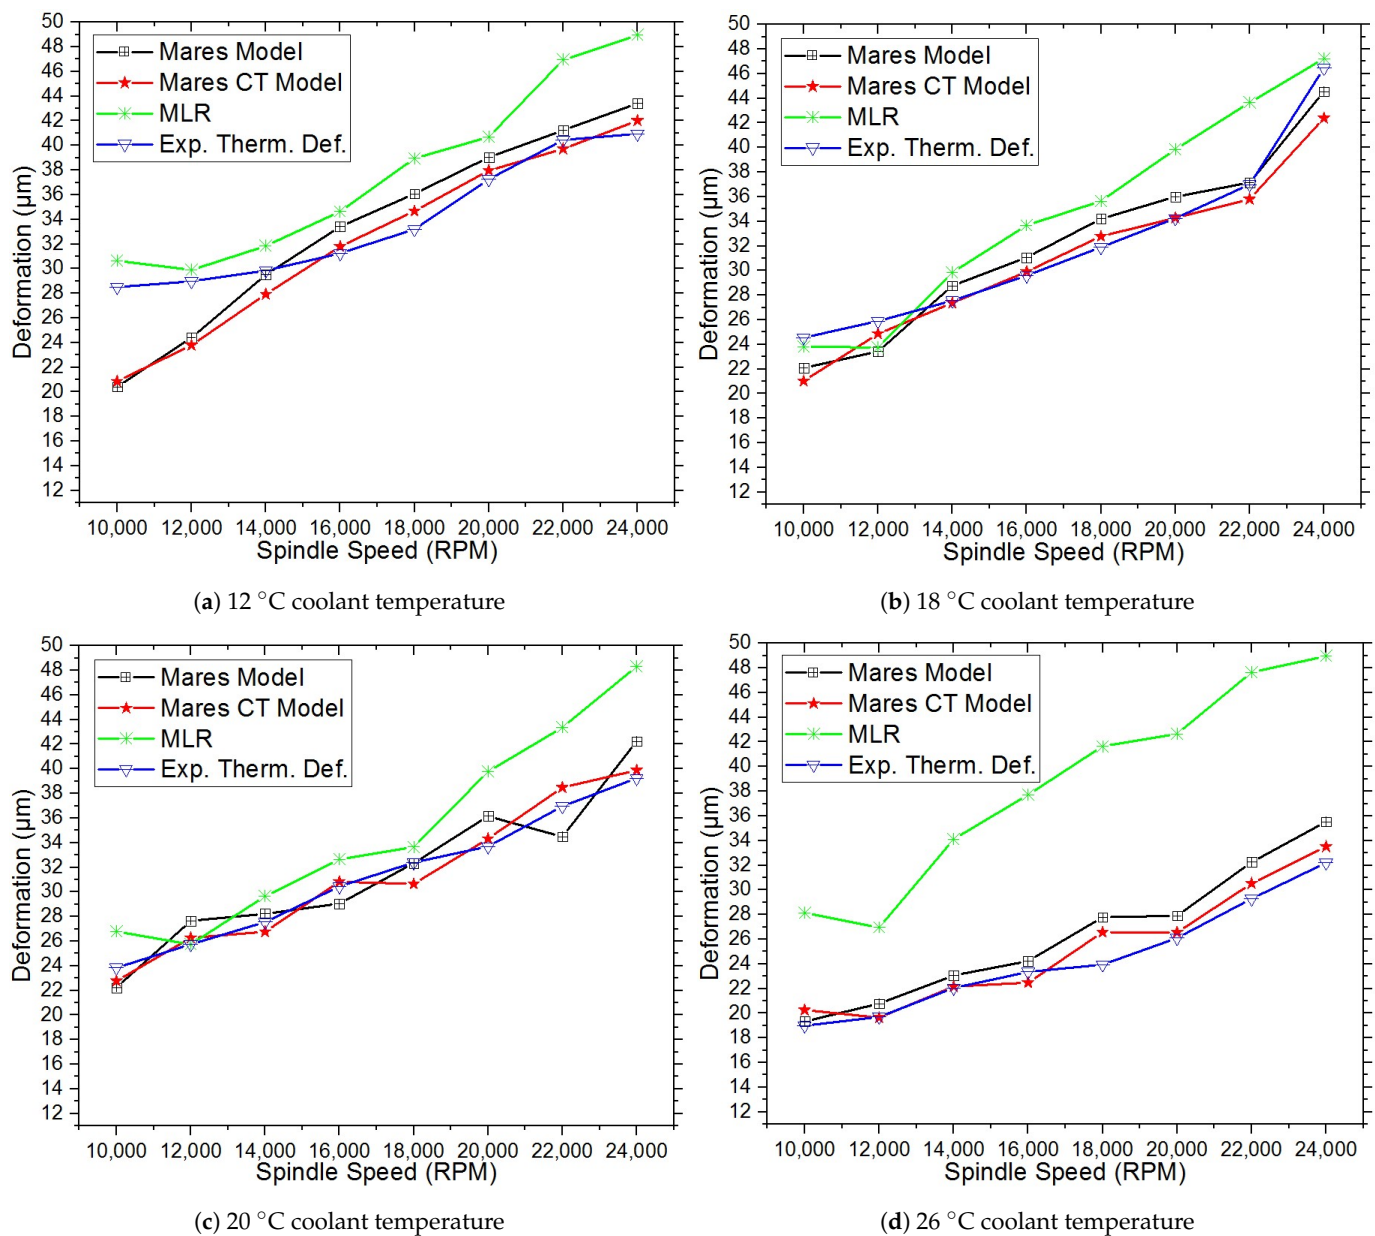 50
48
46
44
42
40
38
36
34
32
30
28
26
24
22
20
18
16
14
12
Deformation (μm)
Mares Model
Mares CT Model
MLR
Exp. Therm. Def.
10,000 12,000 14,000 16,000 18,000 20,000 22,000 24,000
Spindle Speed (RPM)
(a) 12 °C coolant temperature
50
48
46
44
42
40
38
36
34
32
30
28
26
24
22
20
18
16
14
12
Deformation (μm)
Mares Model
Mares CT Model
MLR
Exp. Therm. Def.
10,000 12,000 14,000 16,000 18,000 20,000 22,000 24,000
Spindle Speed (RPM)
(b) 18 °C coolant temperature
50
48
46
44
42
40
38
36
34
32
30
28
26
24
22
20
18
16
14
12
Deformation (μm)
Mares Model
Mares CT Model
MLR
Exp. Therm. Def.
10,000 12,000 14,000 16,000 18,000 20,000 22,000 24,000
Spindle Speed (RPM)
(c) 20 °C coolant temperature
50
48
46
44
42
40
38
36
34
32
30
28
26
24
22
20
18
16
14
12
Deformation (μm)
Mares Model
Mares CT Model
MLR
Exp. Therm. Def.
10,000 12,000 14,000 16,000 18,000 20,000 22,000 24,000
Spindle Speed (RPM)
(d) 26 °C coolant temperature